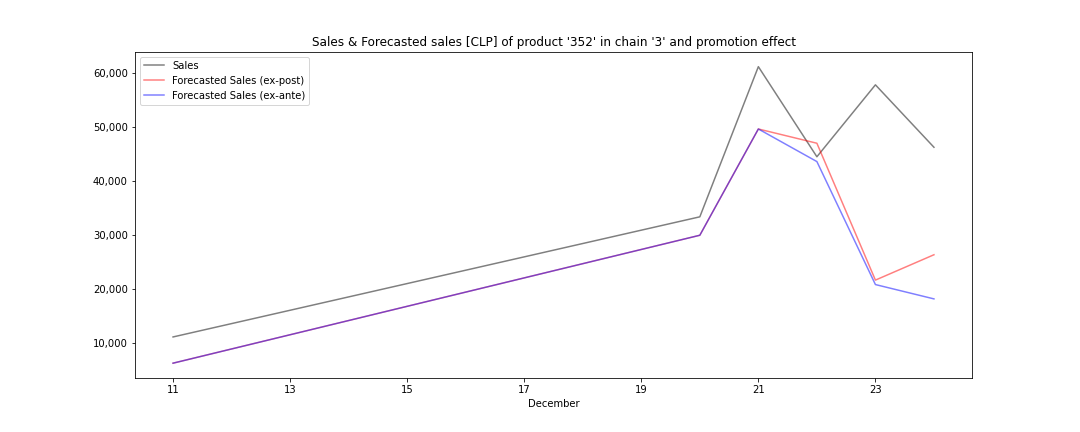 Sales & Forecasted sales [CLP] of product '352' in chain '3' and promotion effect
Sales
Forecasted Sales (ex-post)
Forecasted Sales (ex-ante)
60,000
50,000
40,000
30,000
20,000
10,000
11 13 15 17 19 21 23
December